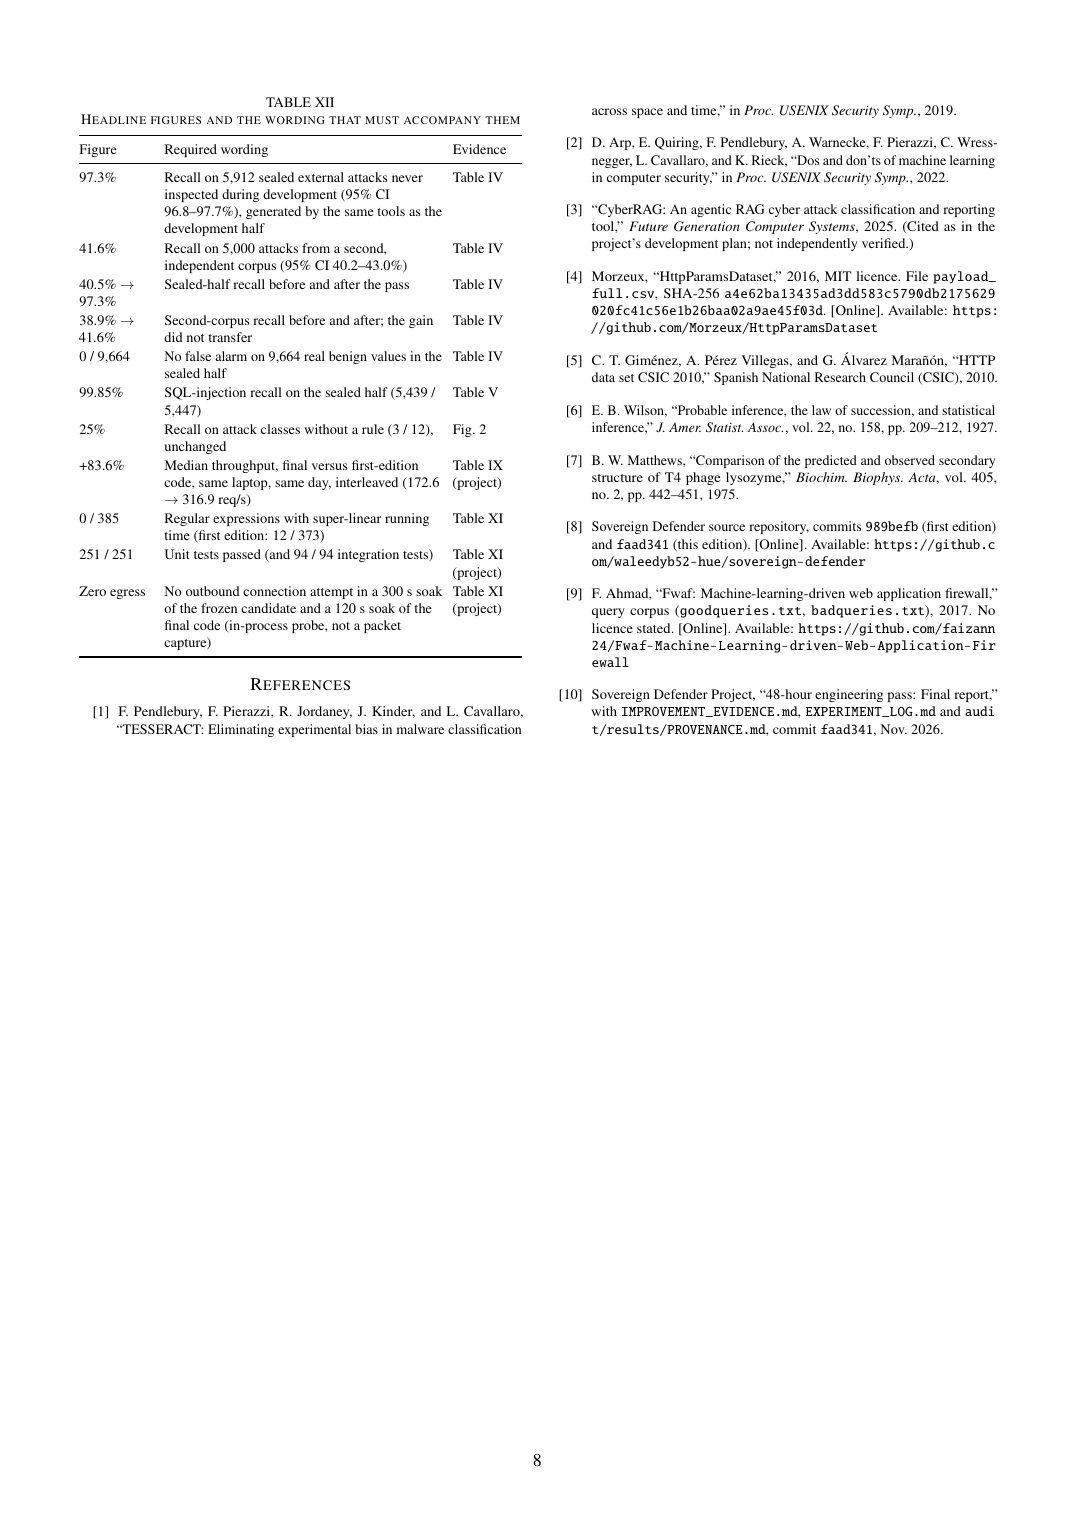 TABLE XII
HEADLINE FIGURES AND THE WORDING THAT MUST ACCOMPANY THEM
Figure Required wording Evidence
97.3% Recall on 5,912 sealed external attacks never Table IV
inspected during development (95% CI
96.8–97.7%), generated by the same tools as the
development half
41.6% Recall on 5,000 attacks from a second, Table IV
independent corpus (95% CI 40.2–43.0%)
40.5% → Sealed-half recall before and after the pass Table IV
97.3%
38.9% → Second-corpus recall before and after; the gain Table IV
41.6% did not transfer
0 / 9,664 No false alarm on 9,664 real benign values in the Table IV
sealed half
99.85% SQL-injection recall on the sealed half (5,439 / Table V
5,447)
25% Recall on attack classes without a rule (3 / 12), Fig. 2
unchanged
+83.6% Median throughput, final versus first-edition Table IX
code, same laptop, same day, interleaved (172.6 (project)
→ 316.9 req/s)
0 / 385 Regular expressions with super-linear running Table XI
time (first edition: 12 / 373)
251 / 251 Unit tests passed (and 94 / 94 integration tests) Table XI
(project)
Zero egress No outbound connection attempt in a 300 s soak Table XI
of the frozen candidate and a 120 s soak of the (project)
final code (in-process probe, not a packet
capture)
REFERENCES
[1] F. Pendlebury, F. Pierazzi, R. Jordaney, J. Kinder, and L. Cavallaro,
“TESSERACT: Eliminating experimental bias in malware classification
across space and time,” in Proc. USENIX Security Symp., 2019.
[2] D. Arp, E. Quiring, F. Pendlebury, A. Warnecke, F. Pierazzi, C. Wress-
negger, L. Cavallaro, and K. Rieck, “Dos and don’ts of machine learning
in computer security,” in Proc. USENIX Security Symp., 2022.
[3] “CyberRAG: An agentic RAG cyber attack classification and reporting
tool,” Future Generation Computer Systems, 2025. (Cited as in the
project’s development plan; not independently verified.)
[4] Morzeux, “HttpParamsDataset,” 2016, MIT licence. File payload_
full.csv, SHA-256 a4e62ba13435ad3dd583c5790db2175629
020fc41c56e1b26baa02a9ae45f03d. [Online]. Available: https:
//github.com/Morzeux/HttpParamsDataset
[5] C. T. Giménez, A. Pérez Villegas, and G. Álvarez Marañón, “HTTP
data set CSIC 2010,” Spanish National Research Council (CSIC), 2010.
[6] E. B. Wilson, “Probable inference, the law of succession, and statistical
inference,” J. Amer. Statist. Assoc., vol. 22, no. 158, pp. 209–212, 1927.
[7] B. W. Matthews, “Comparison of the predicted and observed secondary
structure of T4 phage lysozyme,” Biochim. Biophys. Acta, vol. 405,
no. 2, pp. 442–451, 1975.
[8] Sovereign Defender source repository, commits 989befb (first edition)
and faad341 (this edition). [Online]. Available: https://github.c
om/waleedyb52-hue/sovereign-defender
[9] F. Ahmad, “Fwaf: Machine-learning-driven web application firewall,”
query corpus (goodqueries.txt, badqueries.txt), 2017. No
licence stated. [Online]. Available: https://github.com/faizann
24/Fwaf-Machine-Learning-driven-Web-Application-Fir
ewall
[10] Sovereign Defender Project, “48-hour engineering pass: Final report,”
with IMPROVEMENT_EVIDENCE.md, EXPERIMENT_LOG.md and audi
t/results/PROVENANCE.md, commit faad341, Nov. 2026.
8